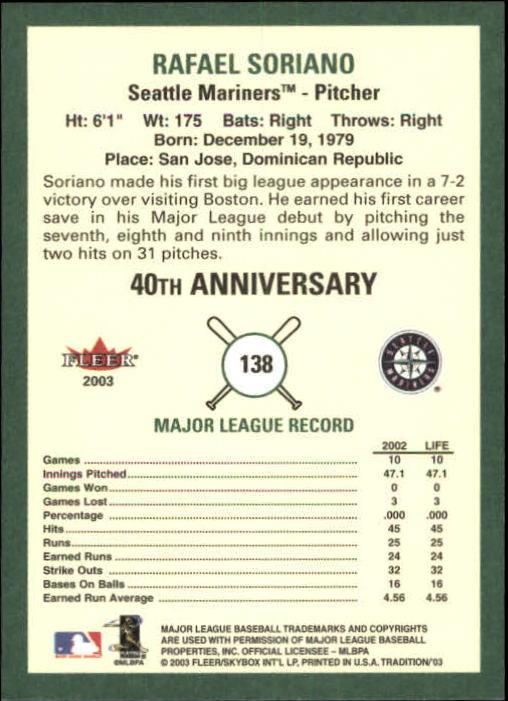 RAFAEL SORIANO
Seattle Mariners™ - Pitcher
Ht: 6'1" Wt: 175 Bats: Right Throws: Right
Born: December 19, 1979
Place: San Jose, Dominican Republic
Soriano made his first big league appearance in a 7-2
victory over visiting Boston. He earned his first career
save in his Major League debut by pitching the
seventh, eighth and ninth innings and allowing just
two hits on 31 pitches.
40TH ANNIVERSARY
FLEER®
2003
138
SEATTLE
MARINERS
®
MAJOR LEAGUE RECORD
2002 LIFE
Games 10 10
Innings Pitched 47.1 47.1
Games Won 0 0
Games Lost 3 3
Percentage .000 .000
Hits 45 45
Runs 25 25
Earned Runs 24 24
Strike Outs 32 32
Bases On Balls 16 16
Earned Run Average 4.56 4.56
©MLBPA
MAJOR LEAGUE BASEBALL TRADEMARKS AND COPYRIGHTS
ARE USED WITH PERMISSION OF MAJOR LEAGUE BASEBALL
PROPERTIES, INC. OFFICIAL LICENSEE – MLBPA
© 2003 FLEER/SKYBOX INT'L LP, PRINTED IN U.S.A. TRADITION/'03